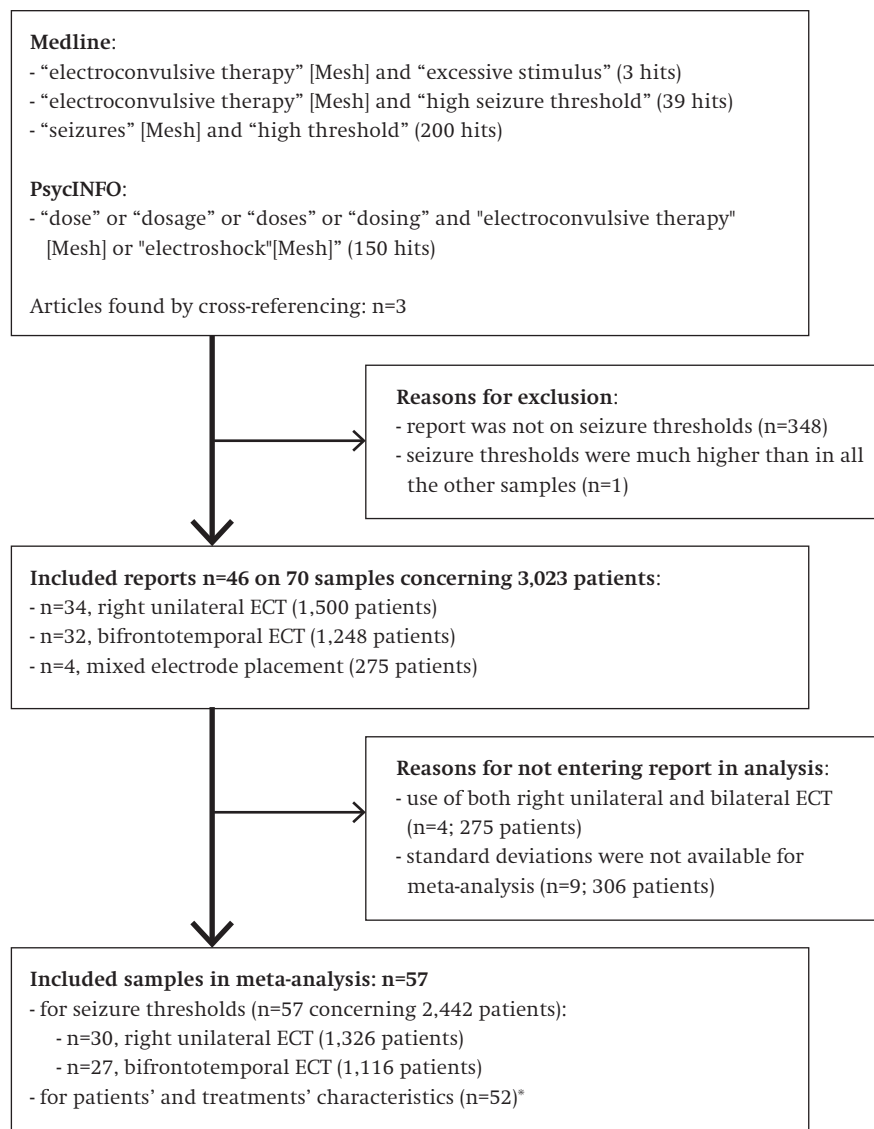 Medline:
- “electroconvulsive therapy” [Mesh] and “excessive stimulus” (3 hits)
- “electroconvulsive therapy” [Mesh] and “high seizure threshold” (39 hits)
- “seizures” [Mesh] and “high threshold” (200 hits)
PsycINFO:
- “dose” or “dosage” or “doses” or “dosing” and "electroconvulsive therapy"
[Mesh] or "electroshock"[Mesh]” (150 hits)
Articles found by cross-referencing: n=3
Reasons for exclusion:
- report was not on seizure thresholds (n=348)
- seizure thresholds were much higher than in all
the other samples (n=1)
Included reports n=46 on 70 samples concerning 3,023 patients:
- n=34, right unilateral ECT (1,500 patients)
- n=32, bifrontotemporal ECT (1,248 patients)
- n=4, mixed electrode placement (275 patients)
Reasons for not entering report in analysis:
- use of both right unilateral and bilateral ECT
(n=4; 275 patients)
- standard deviations were not available for
meta-analysis (n=9; 306 patients)
Included samples in meta-analysis: n=57
- for seizure thresholds (n=57 concerning 2,442 patients):
- n=30, right unilateral ECT (1,326 patients)
- n=27, bifrontotemporal ECT (1,116 patients)
- for patients’ and treatments’ characteristics (n=52)*